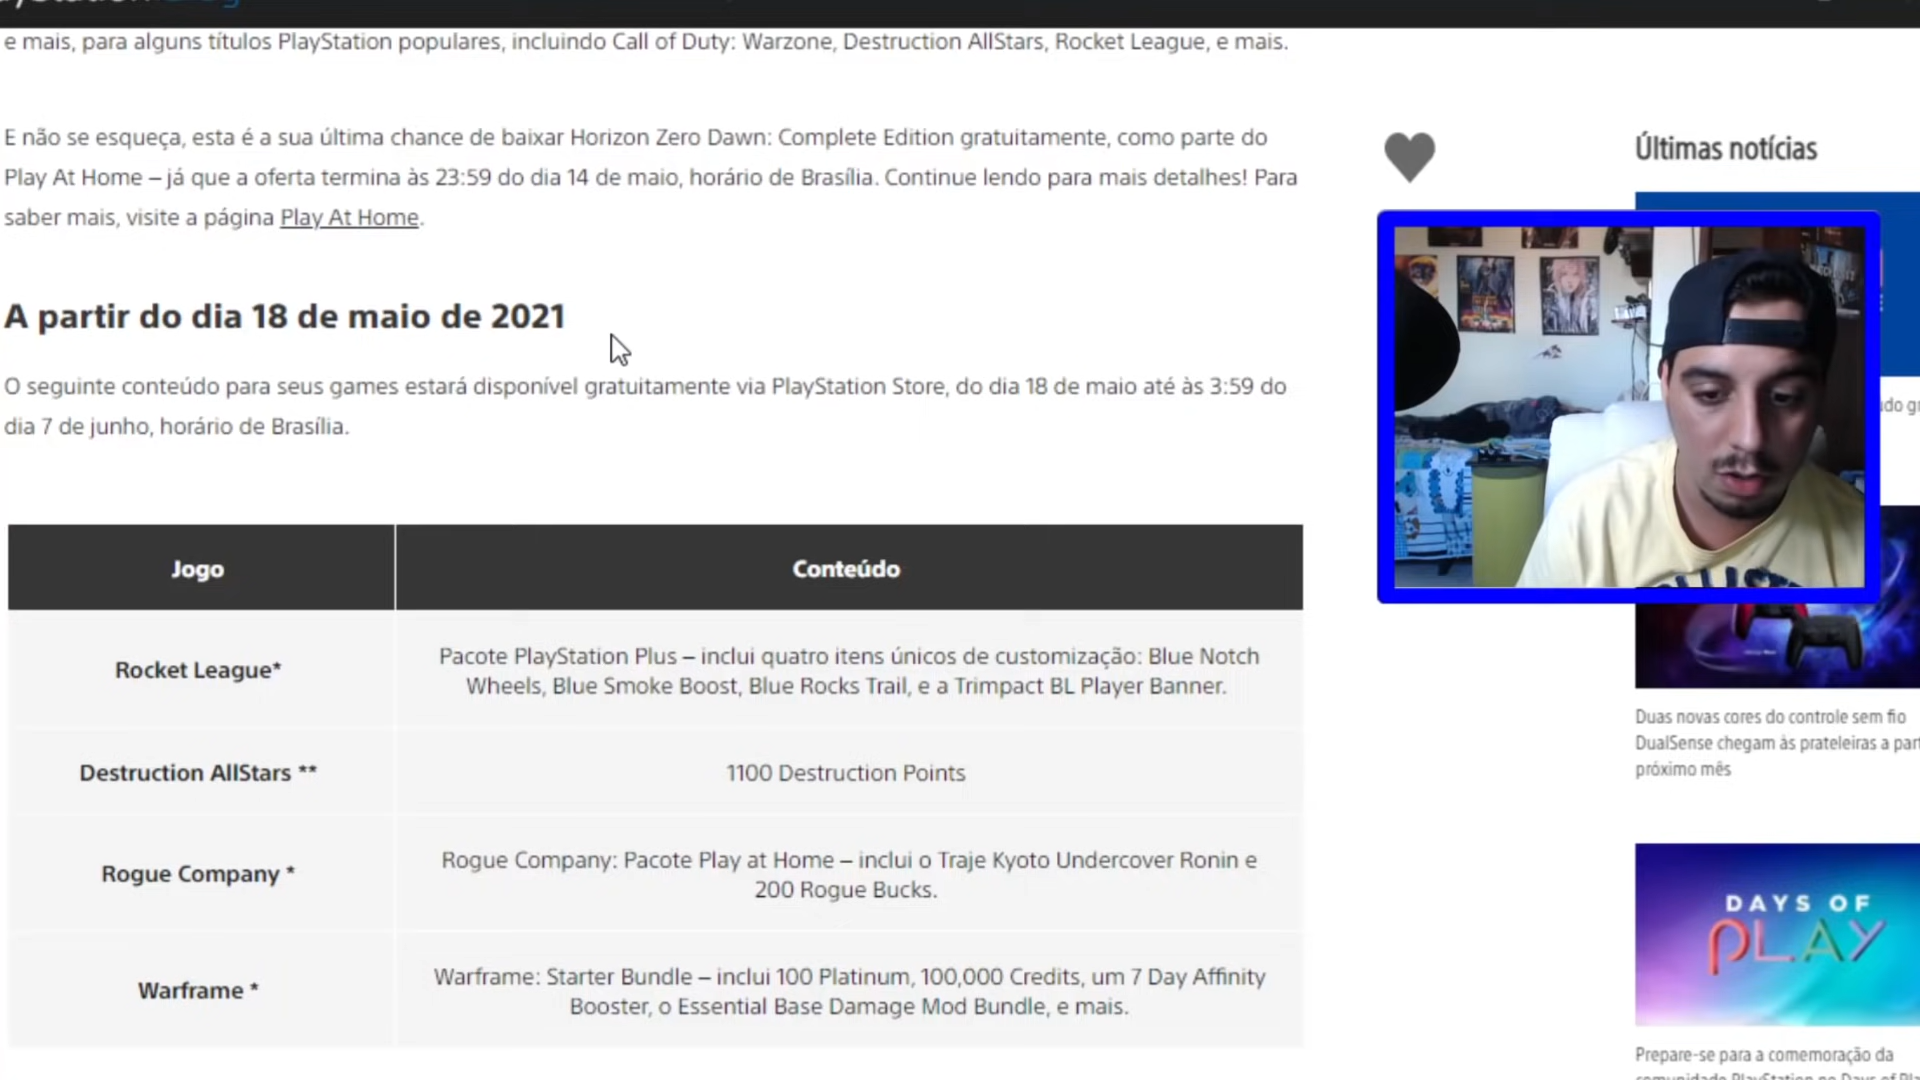 e mais, para alguns títulos PlayStation populares, incluindo Call of Duty: Warzone, Destruction AllStars, Rocket League, e mais.
E não se esqueça, esta é a sua última chance de baixar Horizon Zero Dawn: Complete Edition gratuitamente, como parte do
Play At Home – já que a oferta termina às 23:59 do dia 14 de maio, horário de Brasília. Continue lendo para mais detalhes! Para
saber mais, visite a página Play At Home.
A partir do dia 18 de maio de 2021
O seguinte conteúdo para seus games estará disponível gratuitamente via PlayStation Store, do dia 18 de maio até às 3:59 do
dia 7 de junho, horário de Brasília.
Jogo
Conteúdo
Rocket League*
Pacote PlayStation Plus – inclui quatro itens únicos de customização: Blue Notch
Wheels, Blue Smoke Boost, Blue Rocks Trail, e a Trimpact BL Player Banner.
Destruction AllStars **
1100 Destruction Points
Rogue Company *
Rogue Company: Pacote Play at Home – inclui o Traje Kyoto Undercover Ronin e
200 Rogue Bucks.
Warframe *
Warframe: Starter Bundle – inclui 100 Platinum, 100,000 Credits, um 7 Day Affinity
Booster, o Essential Base Damage Mod Bundle, e mais.
Últimas notícias
Duas novas cores do controle sem fio
DualSense chegam às prateleiras a
próximo mês
DAYS OF
PLAY
Prepare-se para a comemoração da